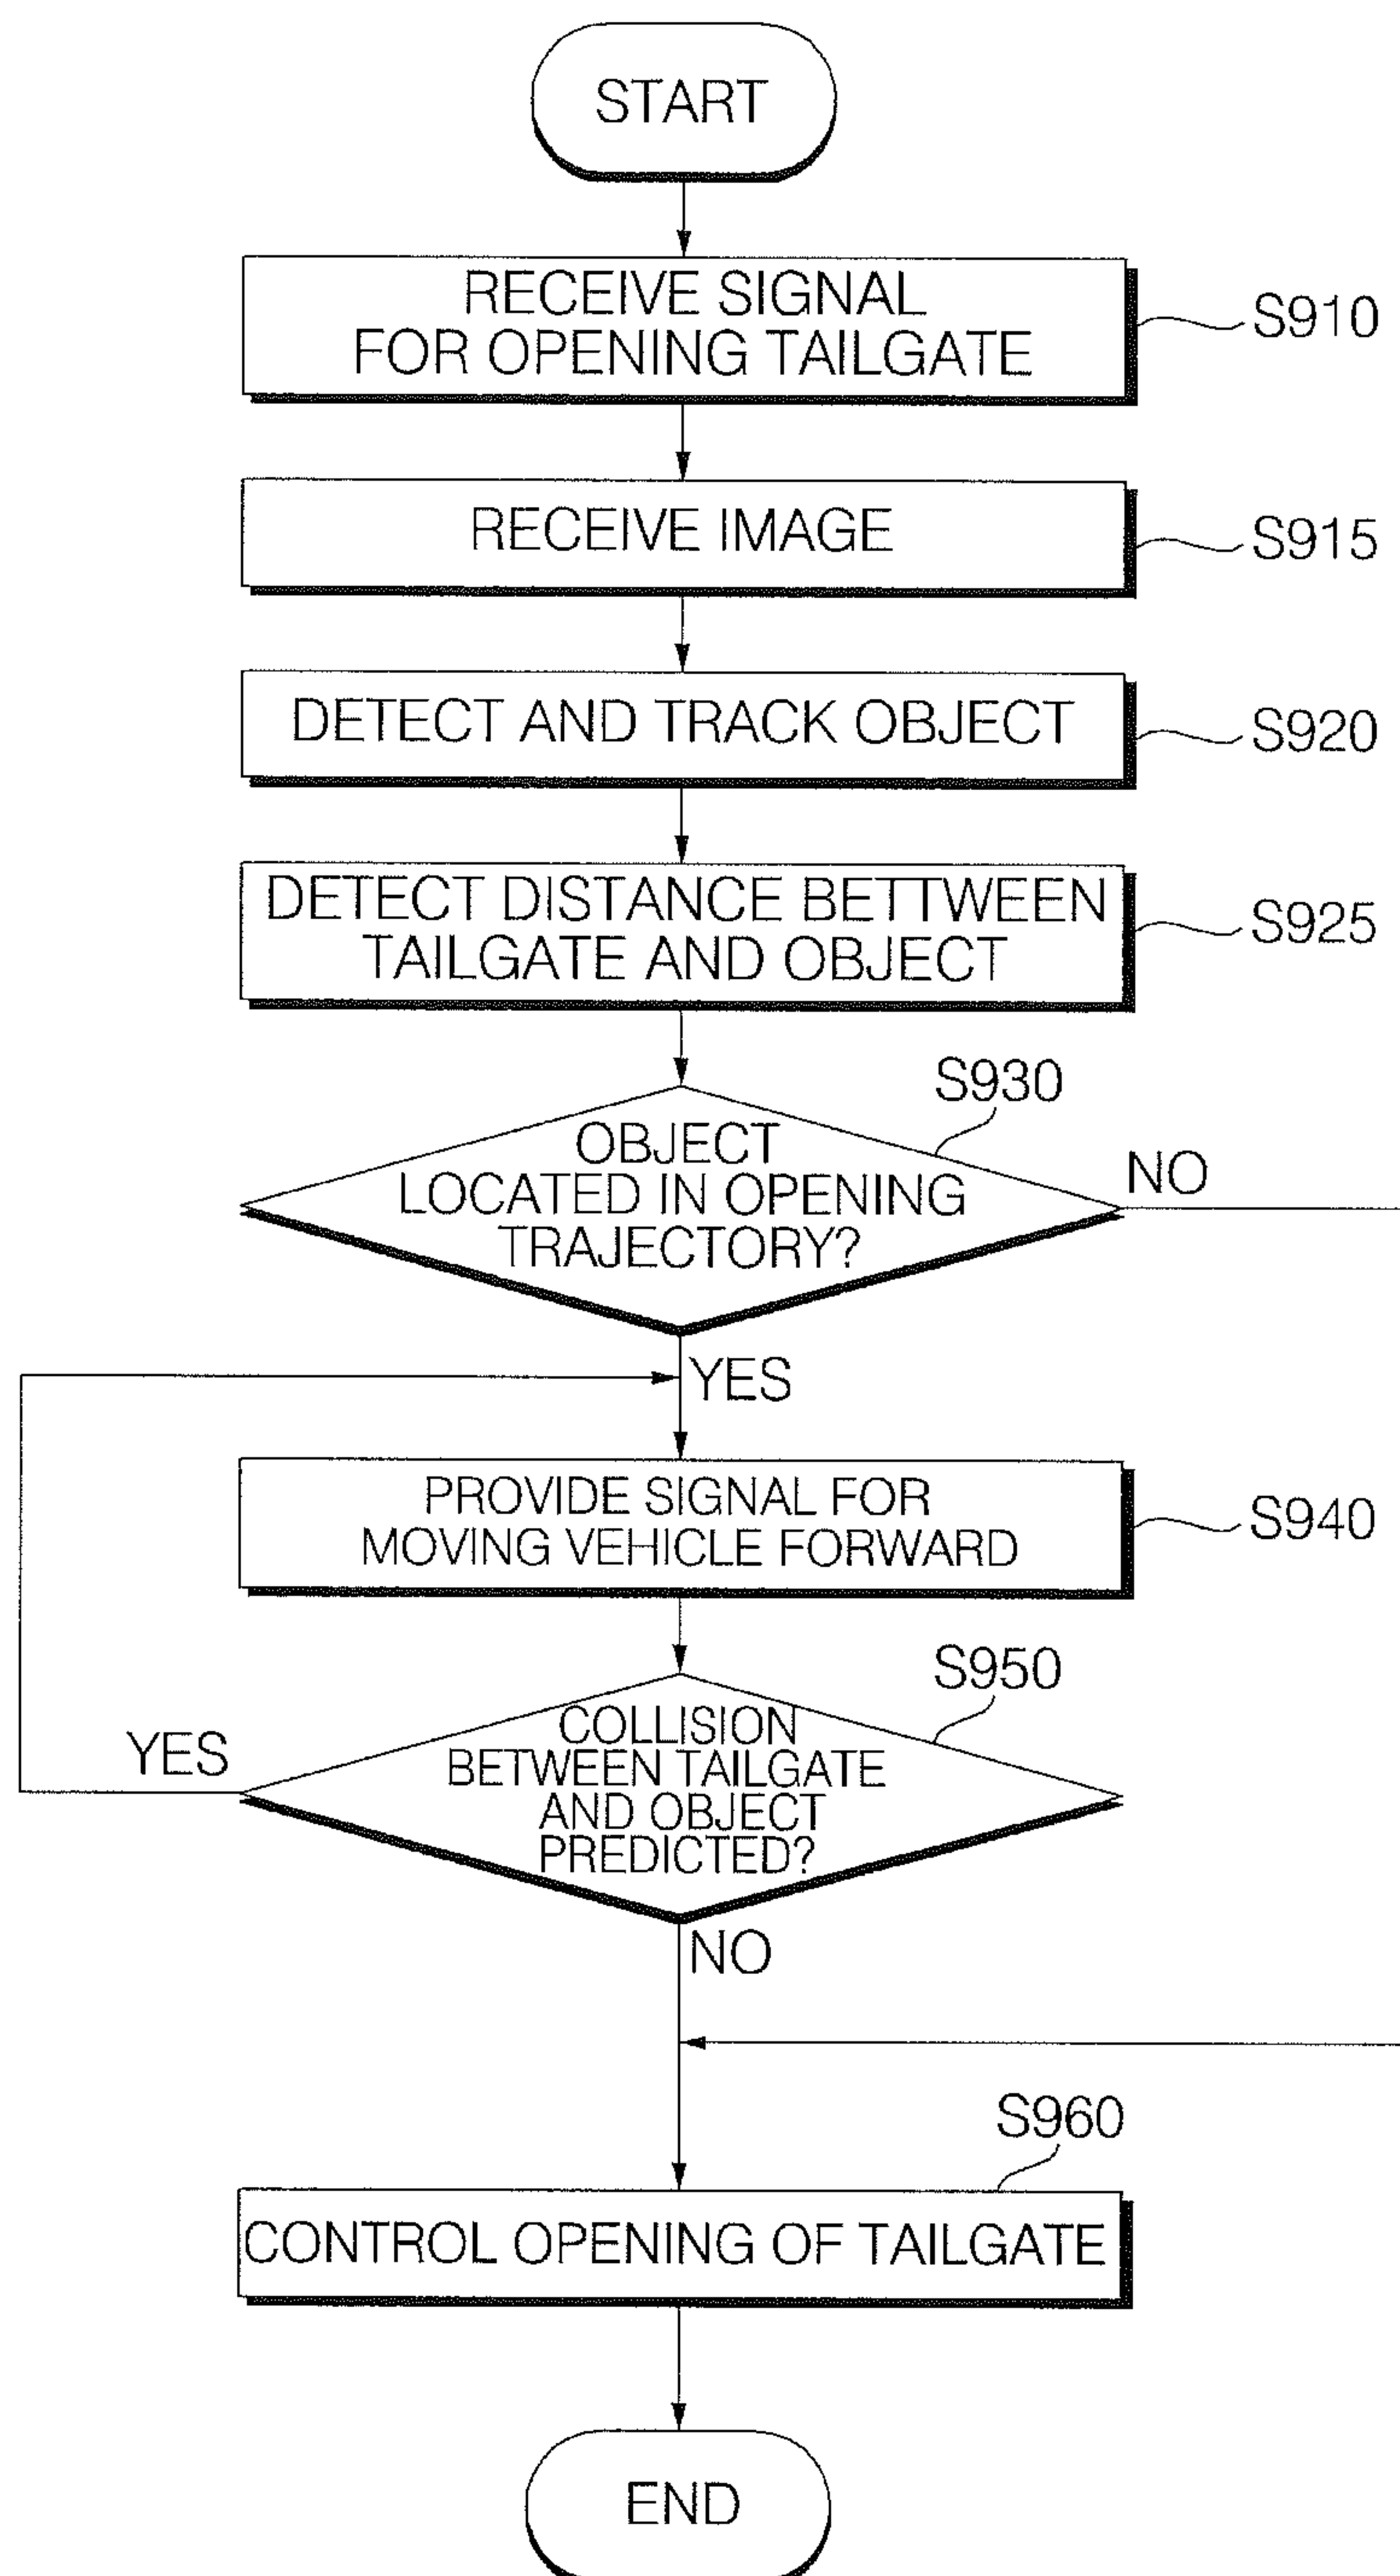 START
RECEIVE SIGNAL
FOR OPENING TAILGATE
S910
RECEIVE IMAGE
S915
DETECT AND TRACK OBJECT
S920
DETECT DISTANCE BETTWEEN
TAILGATE AND OBJECT
S925
S930
OBJECT
LOCATED IN OPENING
TRAJECTORY?
NO
YES
PROVIDE SIGNAL FOR
MOVING VEHICLE FORWARD
S940
S950
COLLISION
BETWEEN TAILGATE
AND OBJECT
PREDICTED?
YES
NO
S960
CONTROL OPENING OF TAILGATE
END